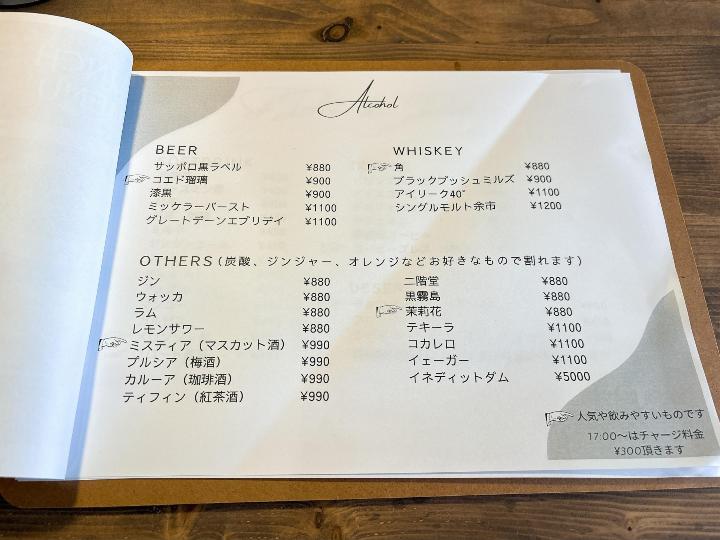 Alcohol
BEER
サッポロ黒ラベル ¥880
コエド瑠璃 ¥900
漆黒 ¥900
ミッケラーバースト ¥1100
グレートデーンエブリデイ ¥1100
WHISKEY
角 ¥880
ブラックブッシュミルズ ¥900
アイリーク40° ¥1100
シングルモルト余市 ¥1200
OTHERS(炭酸、ジンジャー、オレンジなどお好きなもので割れます)
ジン ¥880
ウォッカ ¥880
ラム ¥880
レモンサワー ¥880
ミスティア(マスカット酒) ¥990
プルシア(梅酒) ¥990
カルーア(珈琲酒) ¥990
ティフィン(紅茶酒) ¥990
二階堂 ¥880
黒霧島 ¥880
茉莉花 ¥880
テキーラ ¥1100
コカレロ ¥1100
イェーガー ¥1100
イネディットダム ¥5000
人気や飲みやすいものです
17:00〜はチャージ料金
¥300頂きます